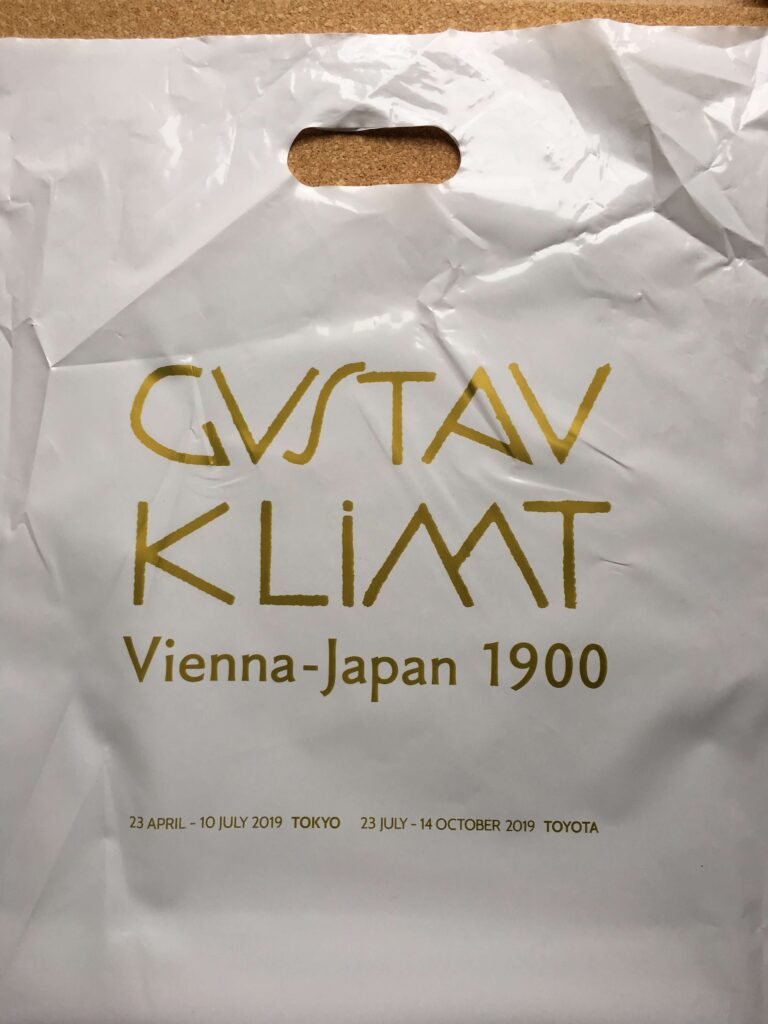 GVSTAV
KLiMT
Vienna-Japan 1900
23 APRIL - 10 JULY 2019 TOKYO 23 JULY - 14 OCTOBER 2019 TOYOTA